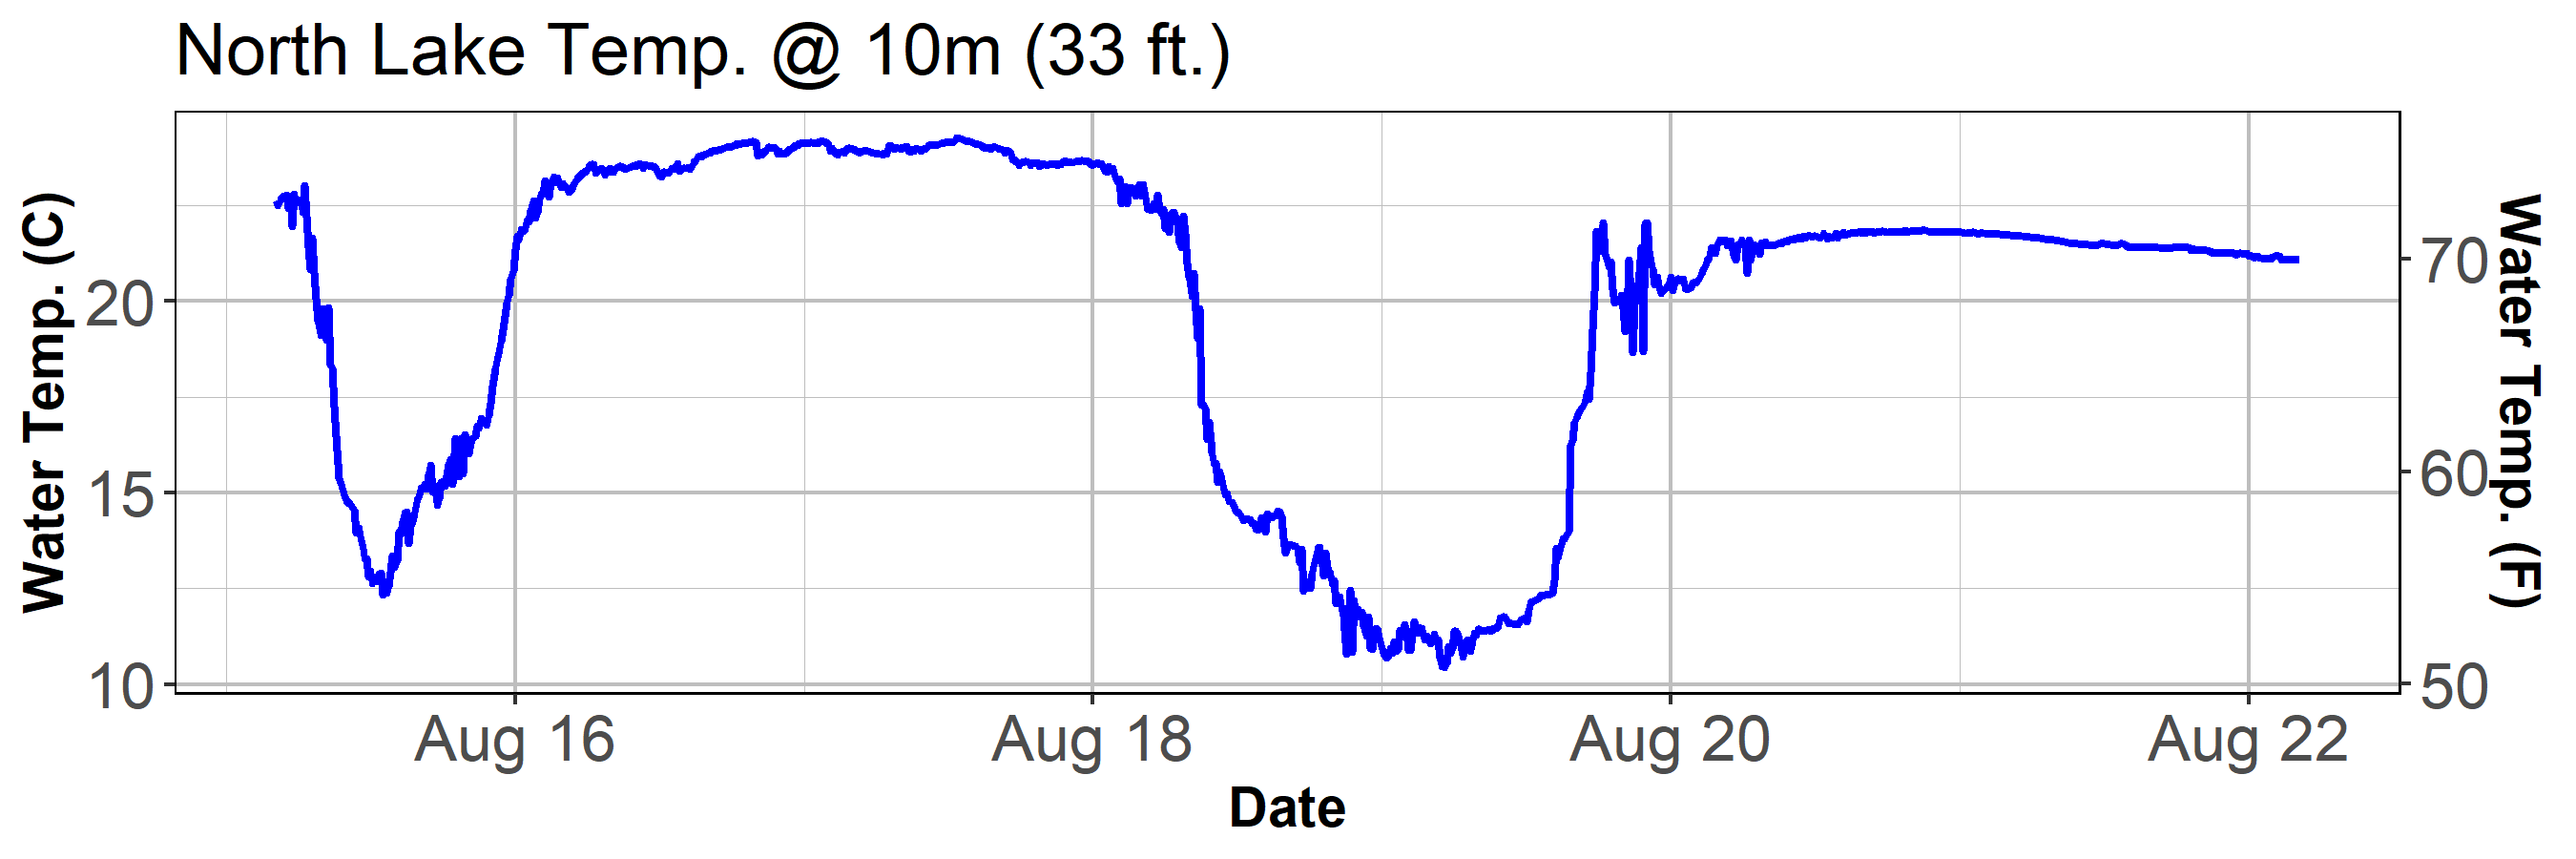 North Lake Temp. @ 10m (33 ft.)
Water Temp. (C)
20
15
10
70
60
50
Water Temp. (F)
Aug 16
Aug 18
Aug 20
Aug 22
Date